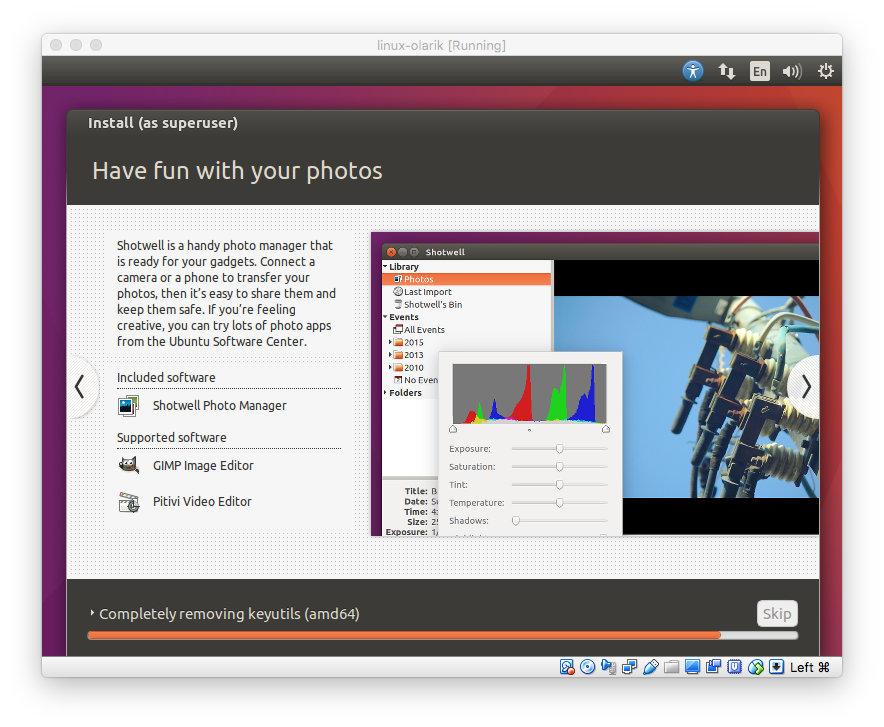 linux-olarik [Running]
En
Install (as superuser)
Have fun with your photos
Shotwell is a handy photo manager that
is ready for your gadgets. Connect a
camera or a phone to transfer your
photos, then it’s easy to share them and
keep them safe. If you’re feeling
creative, you can try lots of photo apps
from the Ubuntu Software Center.
Included software
Shotwell Photo Manager
Supported software
GIMP Image Editor
Pitivi Video Editor
Shotwell
Library
Photos
Last Import
Shotwell's Bin
Events
All Events
2015
2013
2010
No Even
Folders
Exposure:
Saturation:
Tint:
Temperature:
Shadows:
Title: B
Date: Su
Time: 4:
Size: 25
Exposure: 1/
Completely removing keyutils (amd64)
Skip
Left ⌘